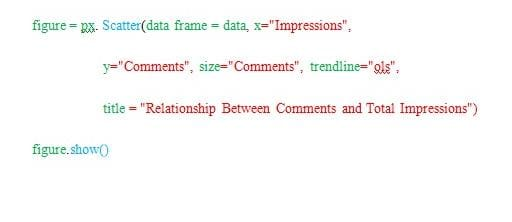 figure = px. Scatter(data frame = data, x="Impressions",
y="Comments", size="Comments", trendline="ols",
title = "Relationship Between Comments and Total Impressions")
figure.show()